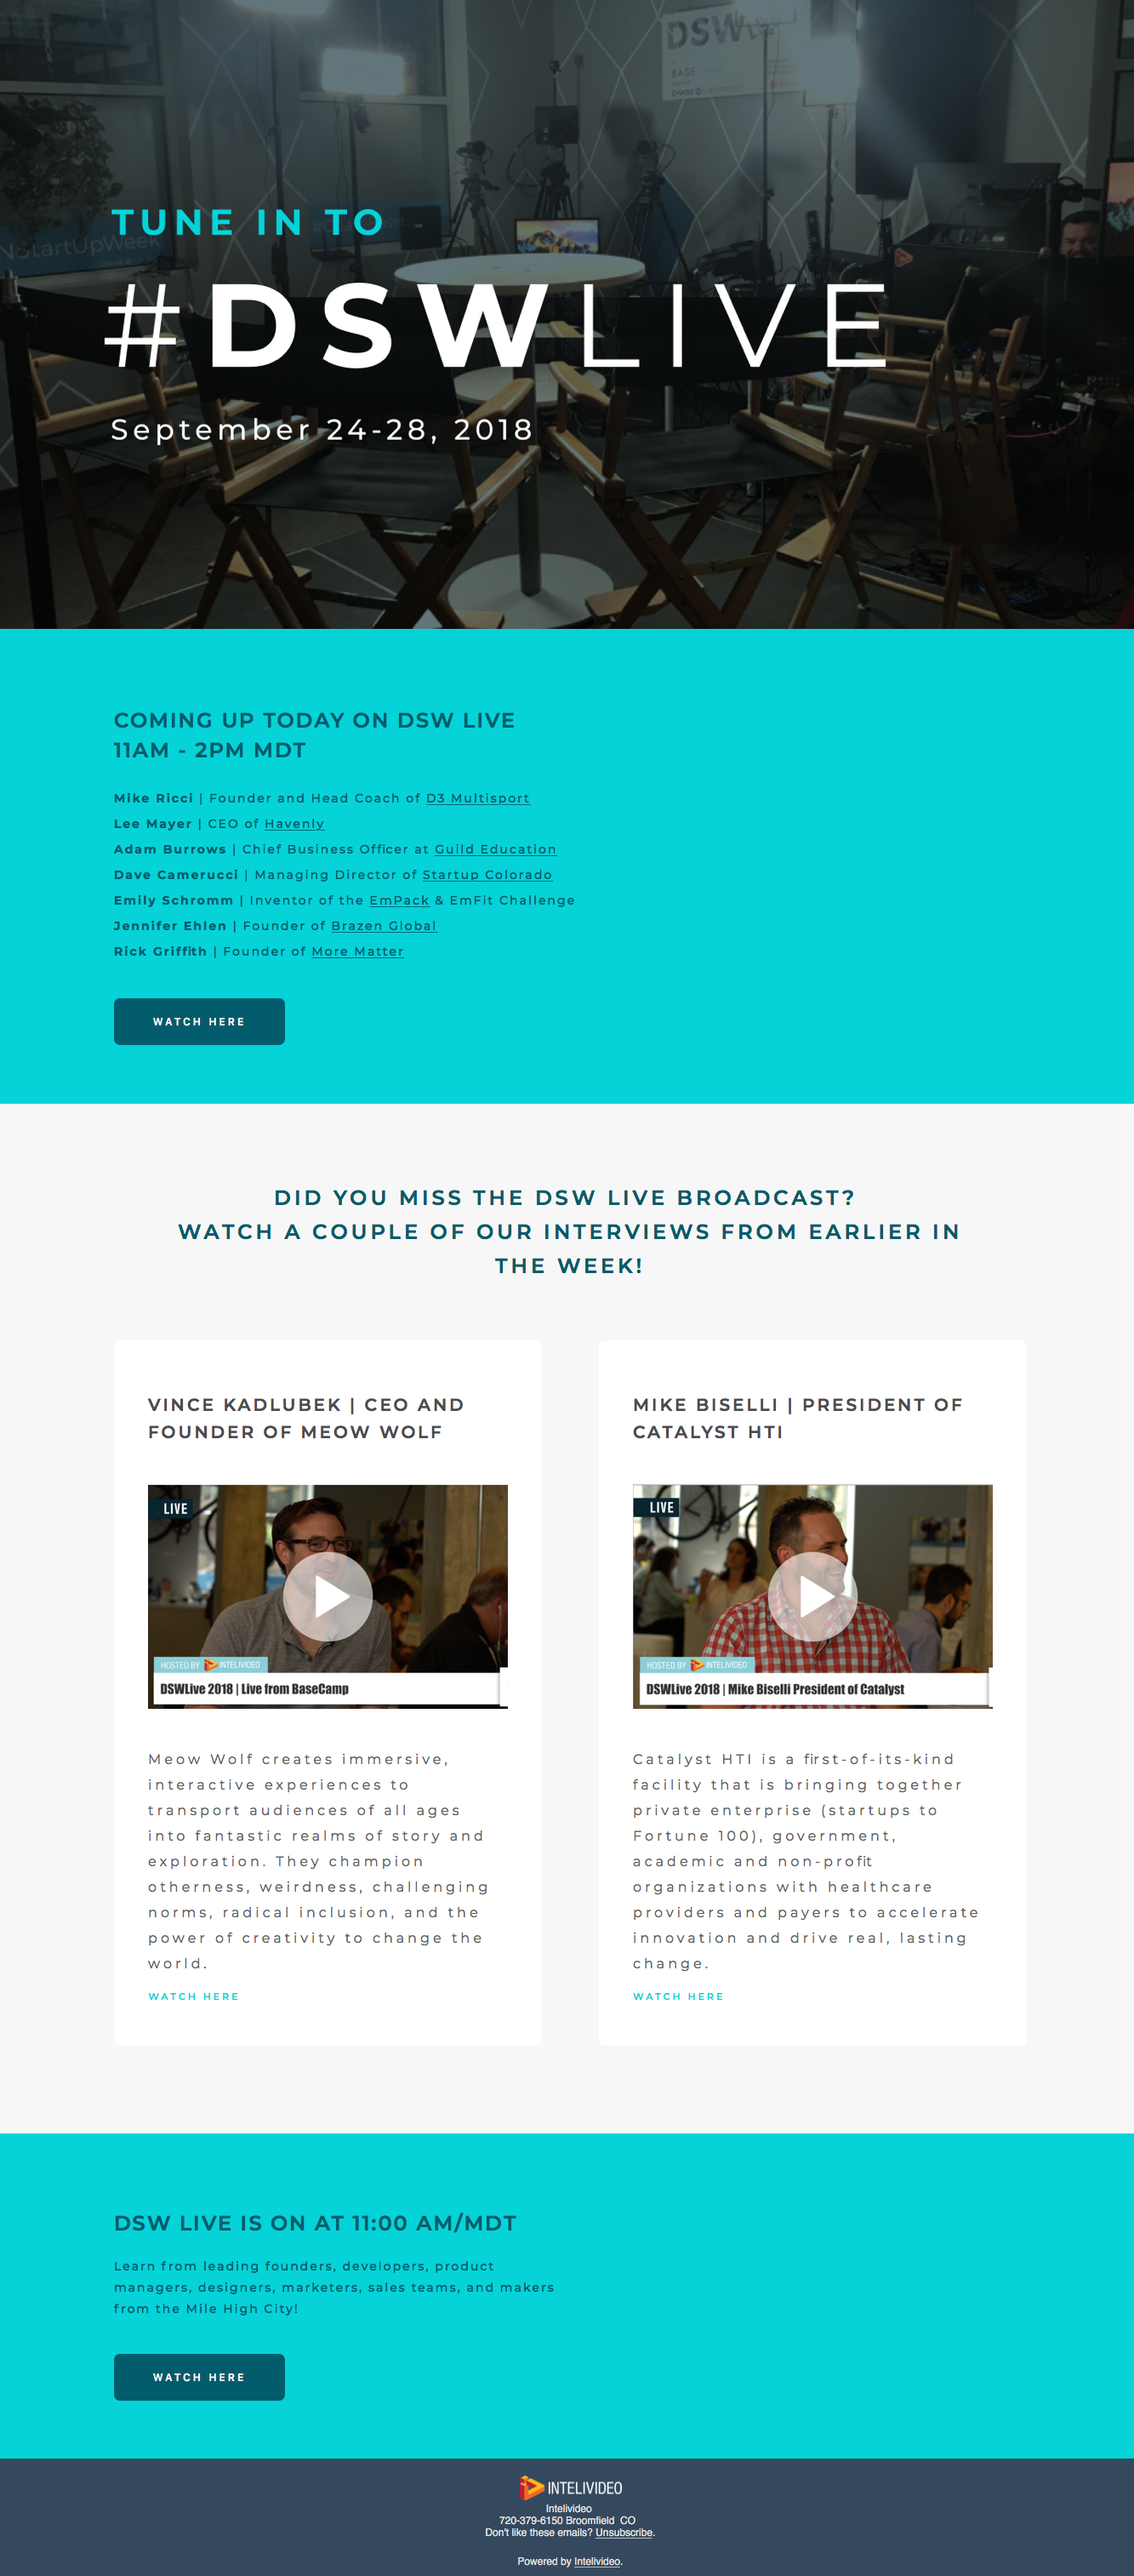 DSW
BASE
StartUpWeek
TUNE IN TO
#DSWLIVE
September 24-28, 2018
COMING UP TODAY ON DSW LIVE
11AM - 2PM MDT
Mike Ricci | Founder and Head Coach of D3 Multisport
Lee Mayer | CEO of Havenly
Adam Burrows | Chief Business Officer at Guild Education
Dave Camerucci | Managing Director of Startup Colorado
Emily Schromm | Inventor of the EmPack & EmFit Challenge
Jennifer Ehlen | Founder of Brazen Global
Rick Griffith | Founder of More Matter
WATCH HERE
DID YOU MISS THE DSW LIVE BROADCAST?
WATCH A COUPLE OF OUR INTERVIEWS FROM EARLIER IN
THE WEEK!
VINCE KADLUBEK | CEO AND
FOUNDER OF MEOW WOLF
LIVE
HOSTED BY INTELIVIDEO
DSWLive 2018 | Live from BaseCamp
Meow Wolf creates immersive,
interactive experiences to
transport audiences of all ages
into fantastic realms of story and
exploration. They champion
otherness, weirdness, challenging
norms, radical inclusion, and the
power of creativity to change the
world.
WATCH HERE
MIKE BISELLI | PRESIDENT OF
CATALYST HTI
LIVE
HOSTED BY INTELIVIDEO
DSWLive 2018 | Mike Biselli President of Catalyst
Catalyst HTI is a first-of-its-kind
facility that is bringing together
private enterprise (startups to
Fortune 100), government,
academic and non-profit
organizations with healthcare
providers and payers to accelerate
innovation and drive real, lasting
change.
WATCH HERE
DSW LIVE IS ON AT 11:00 AM/MDT
Learn from leading founders, developers, product
managers, designers, marketers, sales teams, and makers
from the Mile High City!
WATCH HERE
INTELIVIDEO
Intelivideo
720-379-6150 Broomfield CO
Don't like these emails? Unsubscribe.
Powered by Intelivideo.